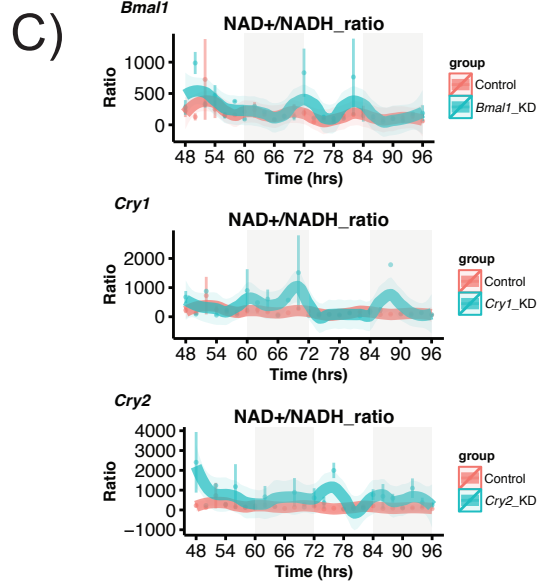 C)
Bmal1
NAD+/NADH_ratio
1000
500
0
Ratio
48 54 60 66 72 78 84 90 96
Time (hrs)
group
Control
Bmal1_KD
Cry1
NAD+/NADH_ratio
2000
1000
0
Ratio
48 54 60 66 72 78 84 90 96
Time (hrs)
group
Control
Cry1_KD
Cry2
NAD+/NADH_ratio
4000
3000
2000
1000
0
−1000
Ratio
48 54 60 66 72 78 84 90 96
Time (hrs)
group
Control
Cry2_KD